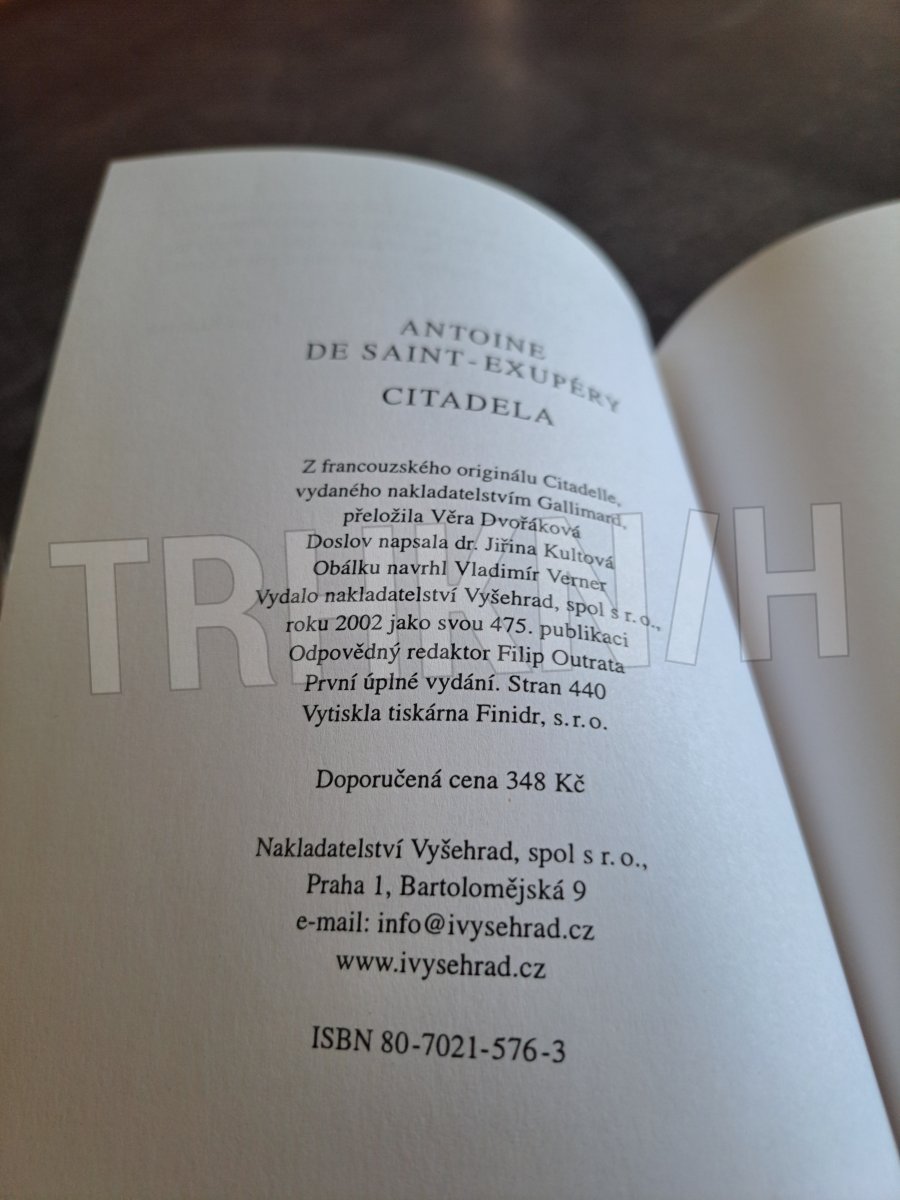 ANTOINE
DE SAINT-EXUPÉRY
CITADELA
Z francouzského originálu Citadelle,
vydaného nakladatelstvím Gallimard,
přeložila Věra Dvořáková
Doslov napsala dr. Jiřina Kultová
Obálku navrhl Vladimír Verner
Vydalo nakladatelství Vyšehrad, spol s r. o.,
roku 2002 jako svou 475. publikaci
Odpovědný redaktor Filip Outrata
První úplné vydání. Stran 440
Vytiskla tiskárna Finidr, s. r. o.
Doporučená cena 348 Kč
Nakladatelství Vyšehrad, spol s r. o.,
Praha 1, Bartolomějská 9
e-mail: info@ivysehrad.cz
www.ivysehrad.cz
ISBN 80-7021-576-3